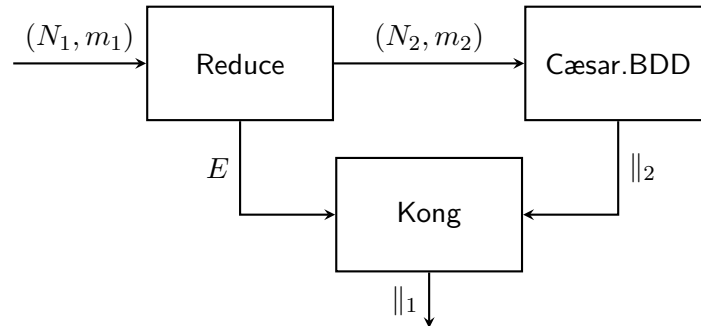 (N₁, m₁)
Reduce
(N₂, m₂)
Cæsar.BDD
E
Kong
∥₂
∥₁